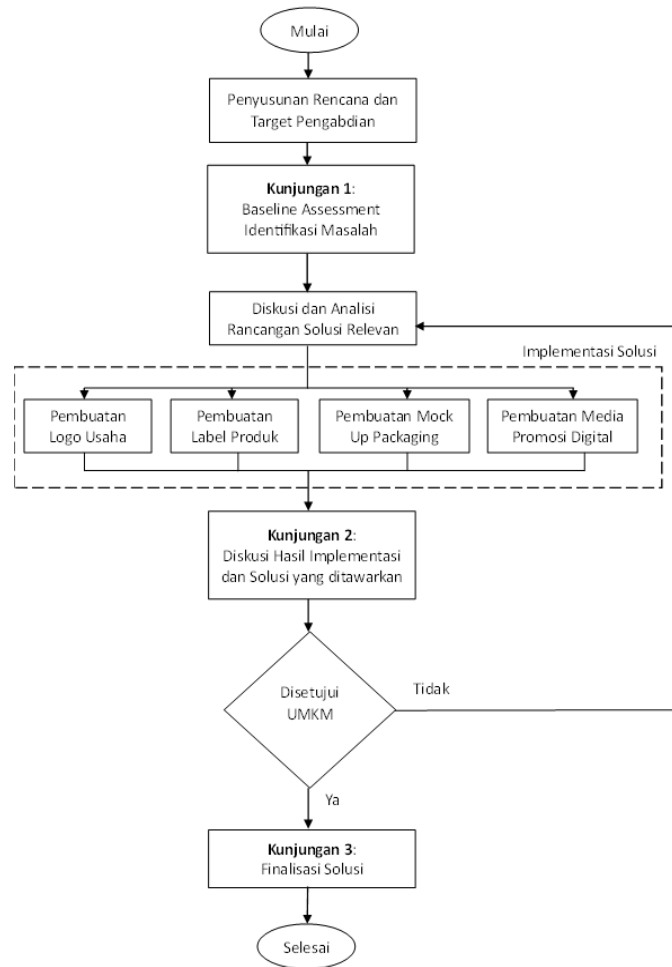 Mulai
Penyusunan Rencana dan
Target Pengabdian
Kunjungan 1:
Baseline Assessment
Identifikasi Masalah
Diskusi dan Analisi
Rancangan Solusi Relevan
Implementasi Solusi
Pembuatan
Logo Usaha
Pembuatan
Label Produk
Pembuatan Mock
Up Packaging
Pembuatan Media
Promosi Digital
Kunjungan 2:
Diskusi Hasil Implementasi
dan Solusi yang ditawarkan
Disetujui
UMKM
Tidak
Ya
Kunjungan 3:
Finalisasi Solusi
Selesai